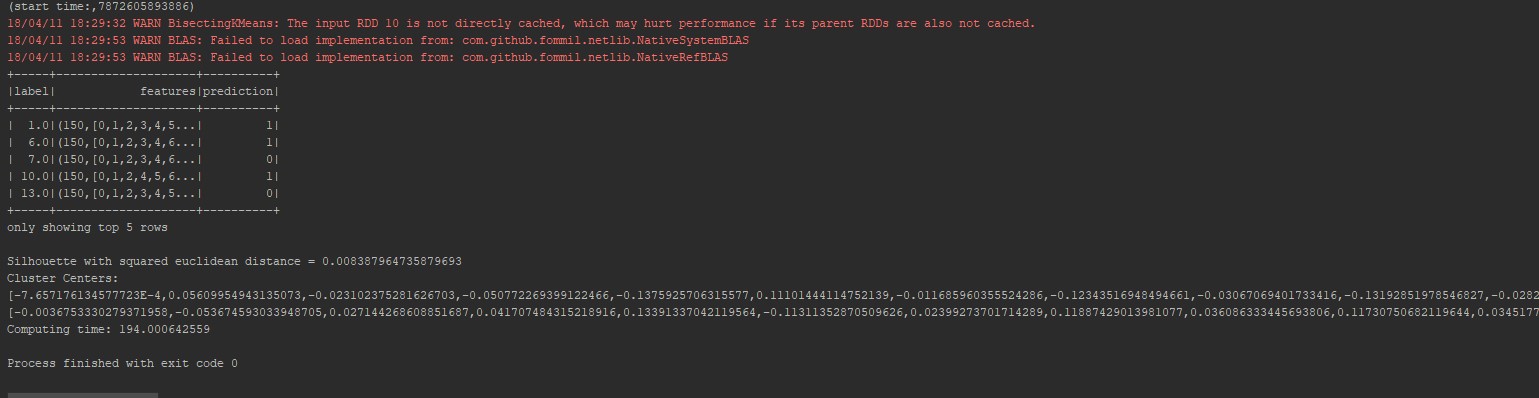 (start time:,7872605893886)
18/04/11 18:29:32 WARN BisectingKMeans: The input RDD 10 is not directly cached, which may hurt performance if its parent RDDs are also not cached.
18/04/11 18:29:53 WARN BLAS: Failed to load implementation from: com.github.fommil.netlib.NativeSystemBLAS
18/04/11 18:29:53 WARN BLAS: Failed to load implementation from: com.github.fommil.netlib.NativeRefBLAS
+-----+--------------------+----------+
|label|            features|prediction|
+-----+--------------------+----------+
|  1.0|(150,[0,1,2,3,4,5...|         1|
|  6.0|(150,[0,1,2,3,4,6...|         1|
|  7.0|(150,[0,1,2,3,4,6...|         0|
| 10.0|(150,[0,1,2,4,5,6...|         1|
| 13.0|(150,[0,1,2,3,4,5...|         0|
+-----+--------------------+----------+
only showing top 5 rows
Silhouette with squared euclidean distance = 0.008387964735879693
Cluster Centers:
[-7.657176134577723E-4,0.05609954943135073,-0.023102375281626703,-0.050772269399122466,-0.1375925706315577,0.11101444114752139,-0.011685960355524286,-0.12343516948494661,-0.03067069401733416,-0.13192851978546827,-0.0282
[-0.0036753330279371958,-0.053674593033948705,0.027144268608851687,0.041707484315218916,0.13391337042119564,-0.11311352870509626,0.02399273701714289,0.11887429013981077,0.036086333445693806,0.11730750682119644,0.0345177
Computing time: 194.000642559
Process finished with exit code 0